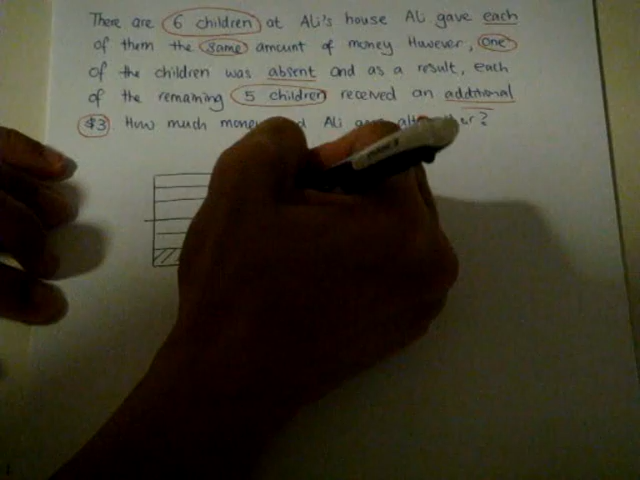 There are 6 children at Ali's house Ali gave each
of them the same amount of money However, one
of the children was absent and as a result, each
of the remaining 5 children received an additional
$3. How much Ali